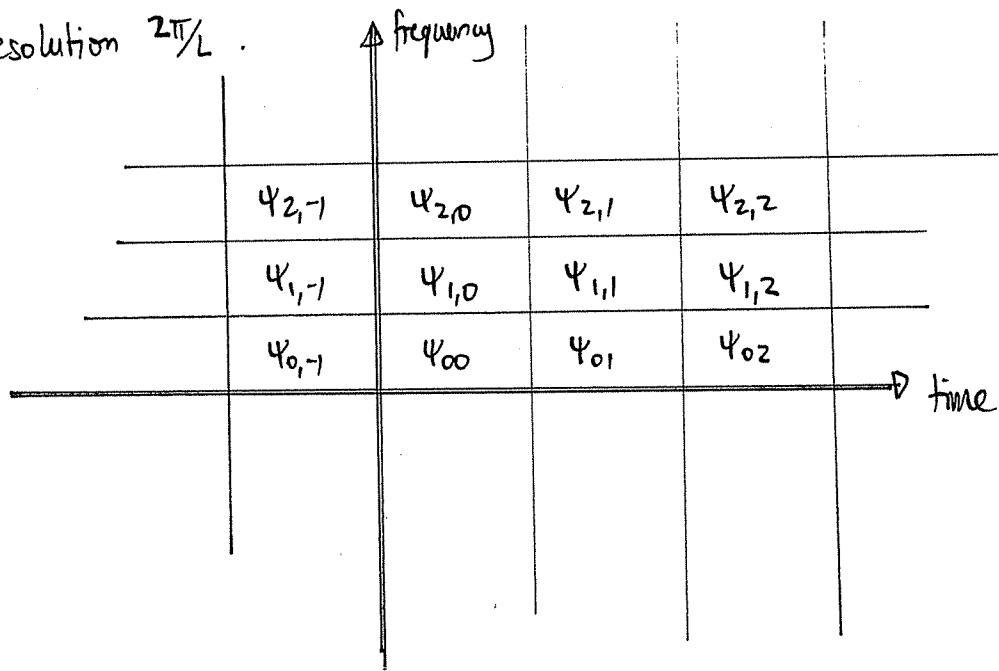 esolution 2π/L .
frequency
ψ2,-1 ψ2,0 ψ2,1 ψ2,2
ψ1,-1 ψ1,0 ψ1,1 ψ1,2
ψ0,-1 ψ00 ψ01 ψ02
time